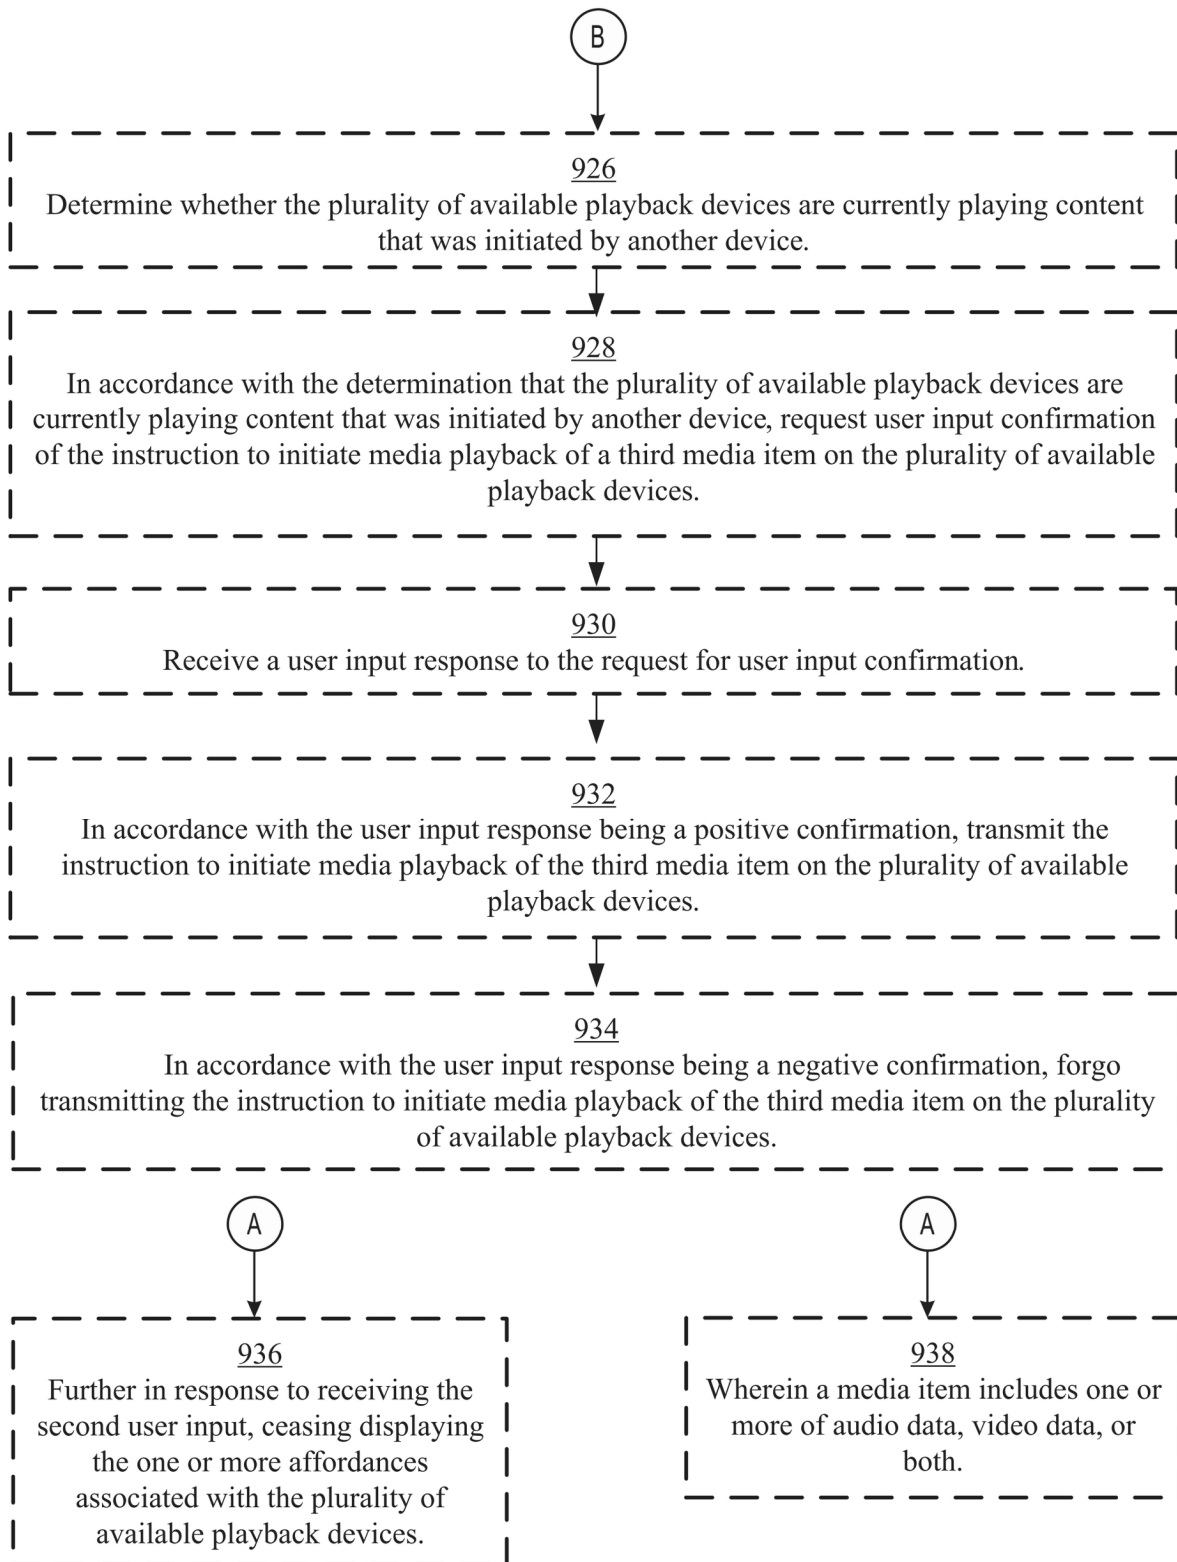 B
926
Determine whether the plurality of available playback devices are currently playing content
that was initiated by another device.
928
In accordance with the determination that the plurality of available playback devices are
currently playing content that was initiated by another device, request user input confirmation
of the instruction to initiate media playback of a third media item on the plurality of available
playback devices.
930
Receive a user input response to the request for user input confirmation.
932
In accordance with the user input response being a positive confirmation, transmit the
instruction to initiate media playback of the third media item on the plurality of available
playback devices.
934
In accordance with the user input response being a negative confirmation, forgo
transmitting the instruction to initiate media playback of the third media item on the plurality
of available playback devices.
A
936
Further in response to receiving the
second user input, ceasing displaying
the one or more affordances
associated with the plurality of
available playback devices.
A
938
Wherein a media item includes one or
more of audio data, video data, or
both.